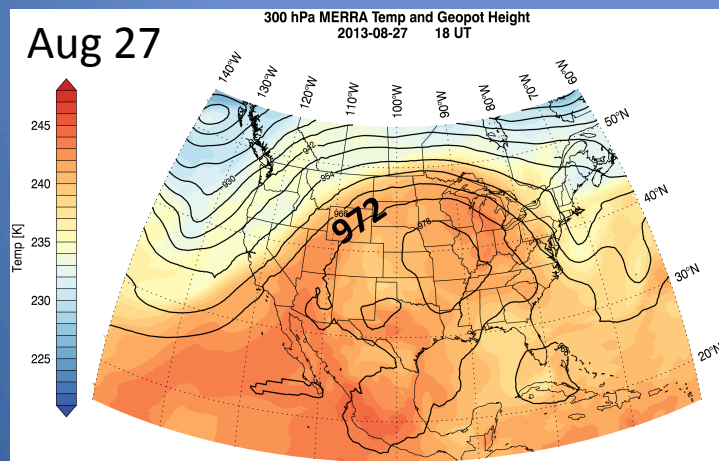 Aug 27
300 hPa MERRA Temp and Geopot Height
2013-08-27 18 UT
140°W
130°W
120°W
110°W
100°W
90°W
80°W
70°W
60°W
50°N
40°N
30°N
20°N
Temp [K]
245
240
235
230
225
942
930
954
966
972
978